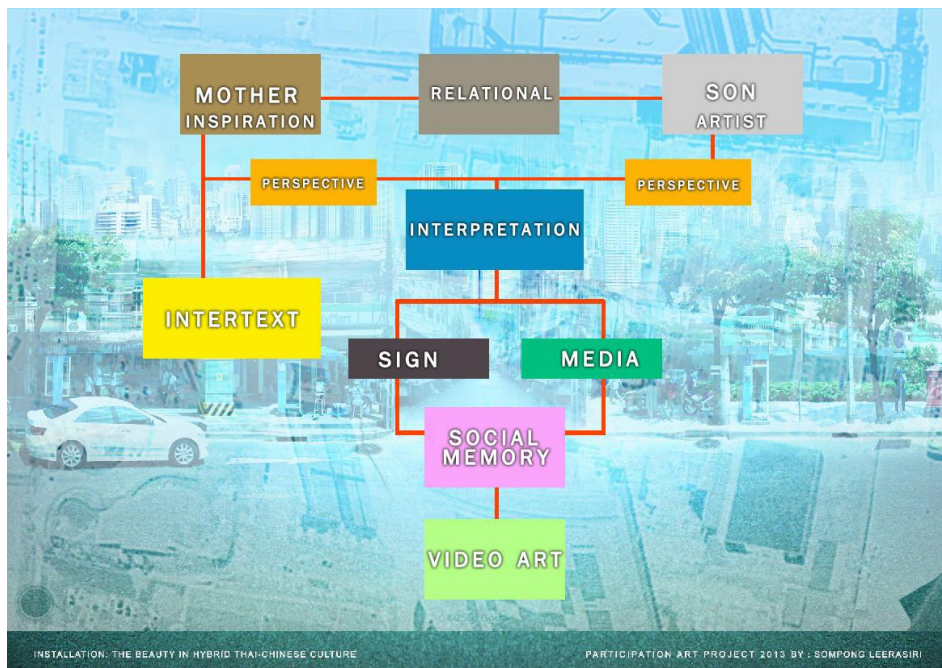 MOTHER
INSPIRATION
RELATIONAL
SON
ARTIST
PERSPECTIVE
PERSPECTIVE
INTERPRETATION
INTERTEXT
SIGN
MEDIA
SOCIAL
MEMORY
VIDEO ART
INSTALLATION: THE BEAUTY IN HYBRID THAI-CHINESE CULTURE
PARTICIPATION ART PROJECT 2013 BY : SOMPONG LEERASIRI